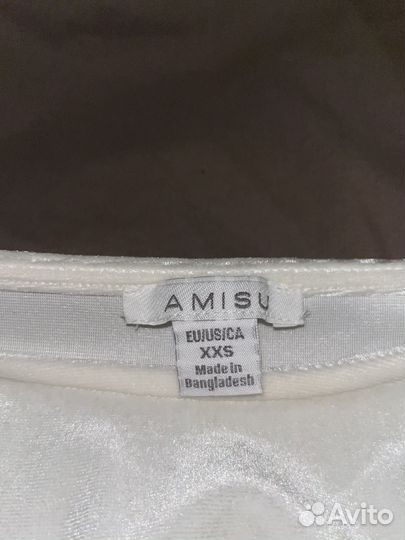 AMISU
EU/US/CA
XXS
Made in
Bangladesh
Avito